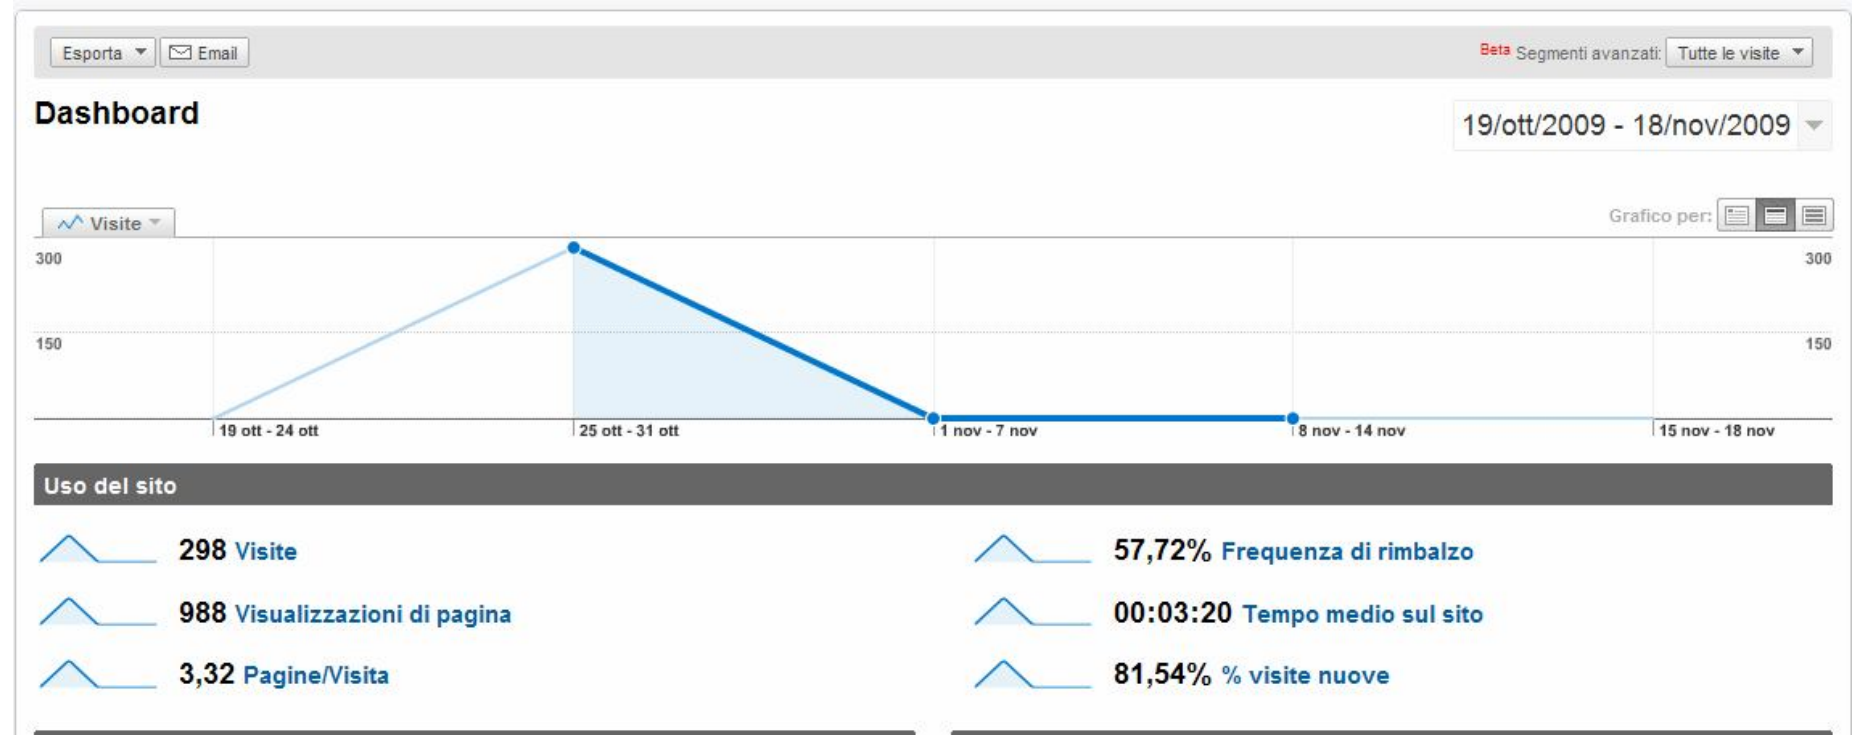 Esporta Email Beta Segmenti avanzati: Tutte le visite
Dashboard
19/ott/2009 - 18/nov/2009
Visite Grafico per:
300 300
150 150
19 ott - 24 ott 25 ott - 31 ott 1 nov - 7 nov 8 nov - 14 nov 15 nov - 18 nov
Uso del sito
298 Visite 57,72% Frequenza di rimbalzo
988 Visualizzazioni di pagina 00:03:20 Tempo medio sul sito
3,32 Pagine/Visita 81,54% % visite nuove